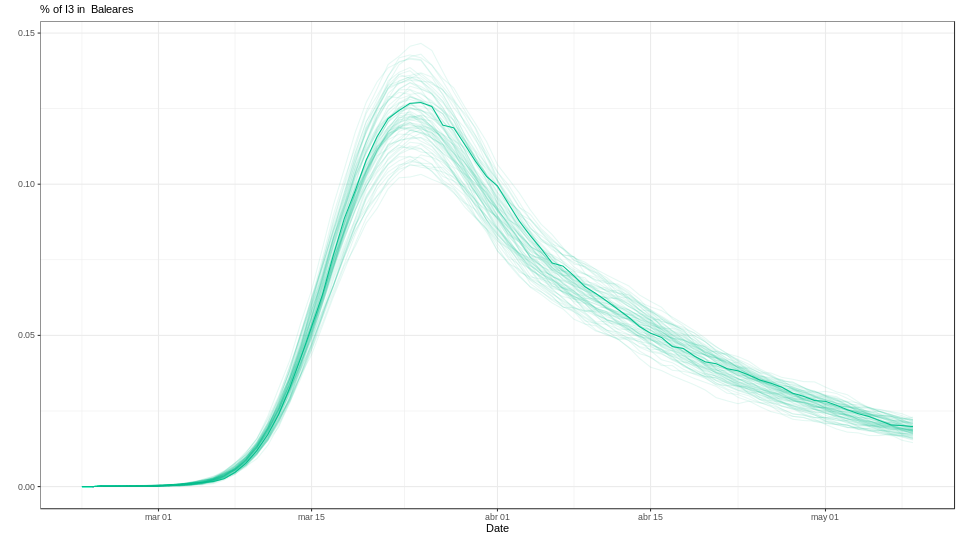 % of I3 in  Baleares
0.15
0.10
0.05
0.00
mar 01
mar 15
abr 01
abr 15
may 01
Date